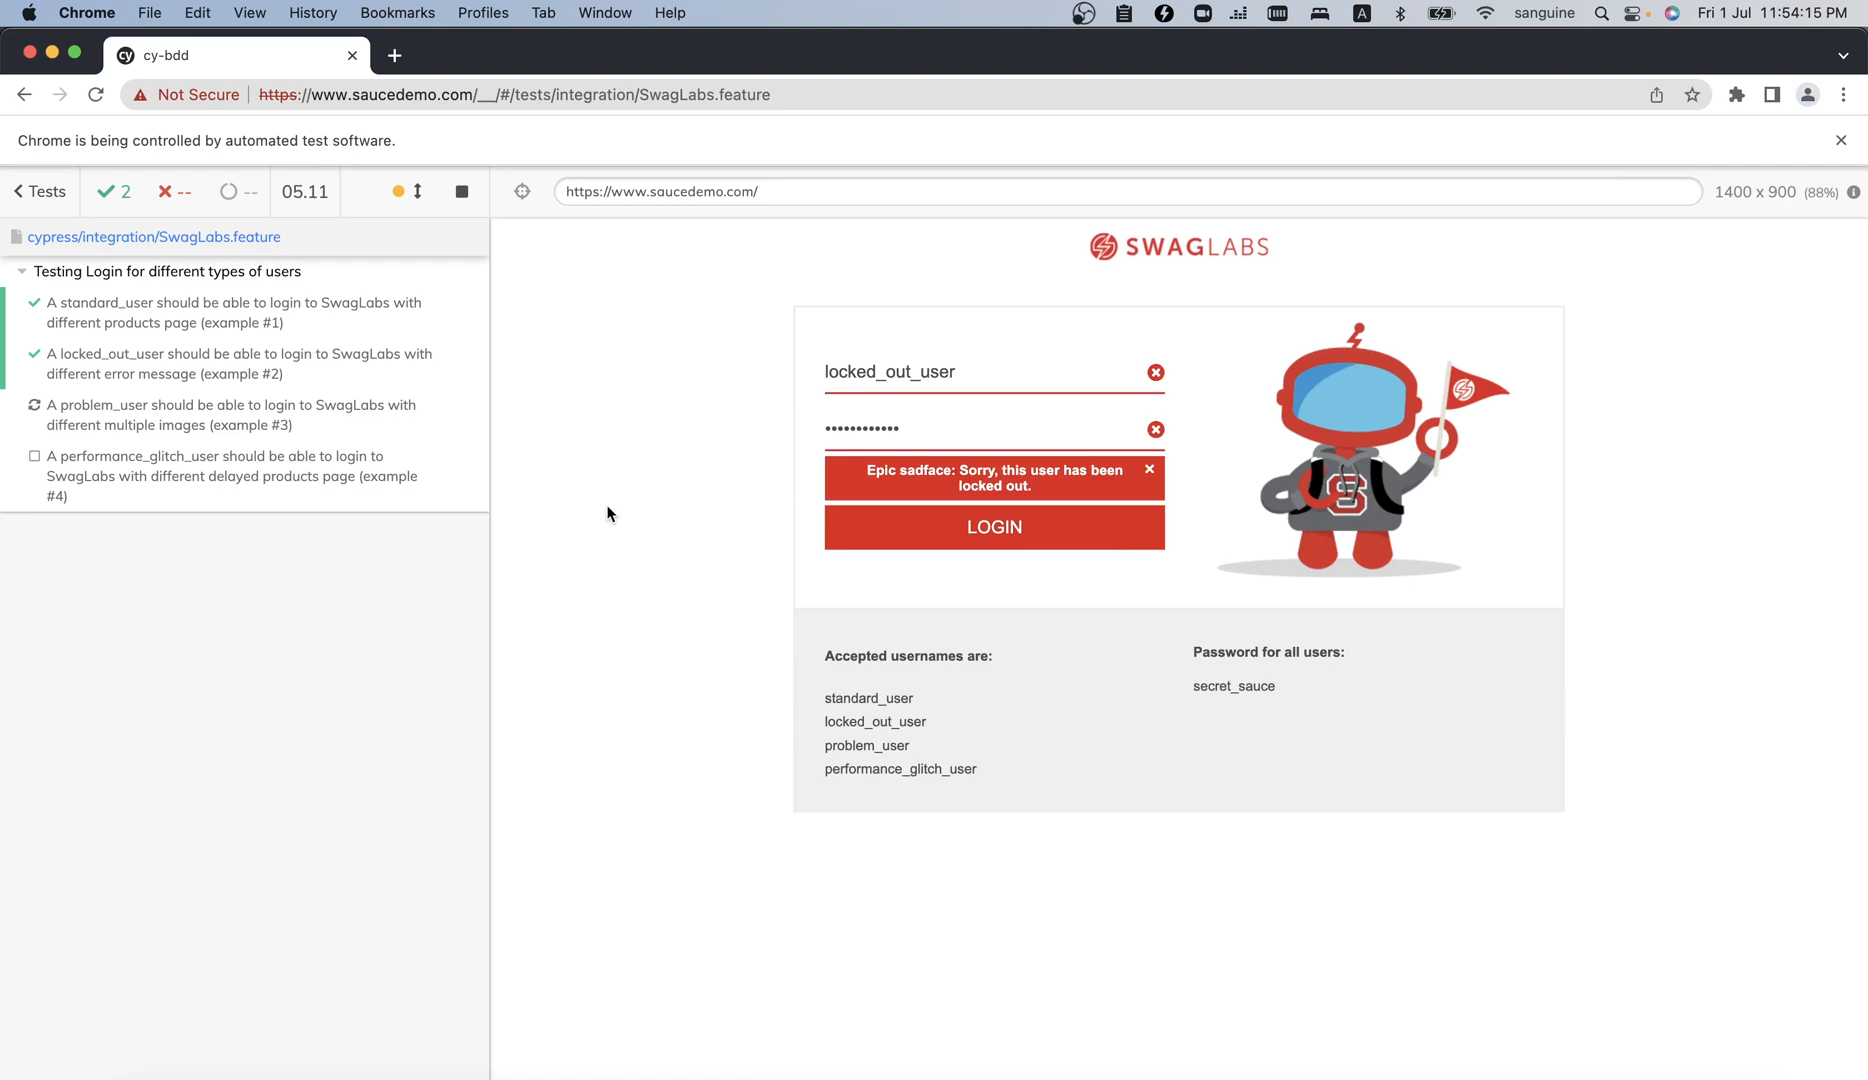 Chrome File Edit View History Bookmarks Profiles Tab Window Help A sanguine Fri 1 Jul 11:54:15 PM
cy cy-bdd
Not Secure https://www.saucedemo.com/__/#/tests/integration/SwagLabs.feature
Chrome is being controlled by automated test software.
Tests 2 -- -- 05.11
https://www.saucedemo.com/ 1400 x 900 (88%)
cypress/integration/SwagLabs.feature
Testing Login for different types of users
A standard_user should be able to login to SwagLabs with
different products page (example #1)
A locked_out_user should be able to login to SwagLabs with
different error message (example #2)
A problem_user should be able to login to SwagLabs with
different multiple images (example #3)
A performance_glitch_user should be able to login to
SwagLabs with different delayed products page (example
#4)
SWAGLABS
locked_out_user
••••••••••••
Epic sadface: Sorry, this user has been
locked out.
LOGIN
S
Accepted usernames are:
standard_user
locked_out_user
problem_user
performance_glitch_user
Password for all users:
secret_sauce